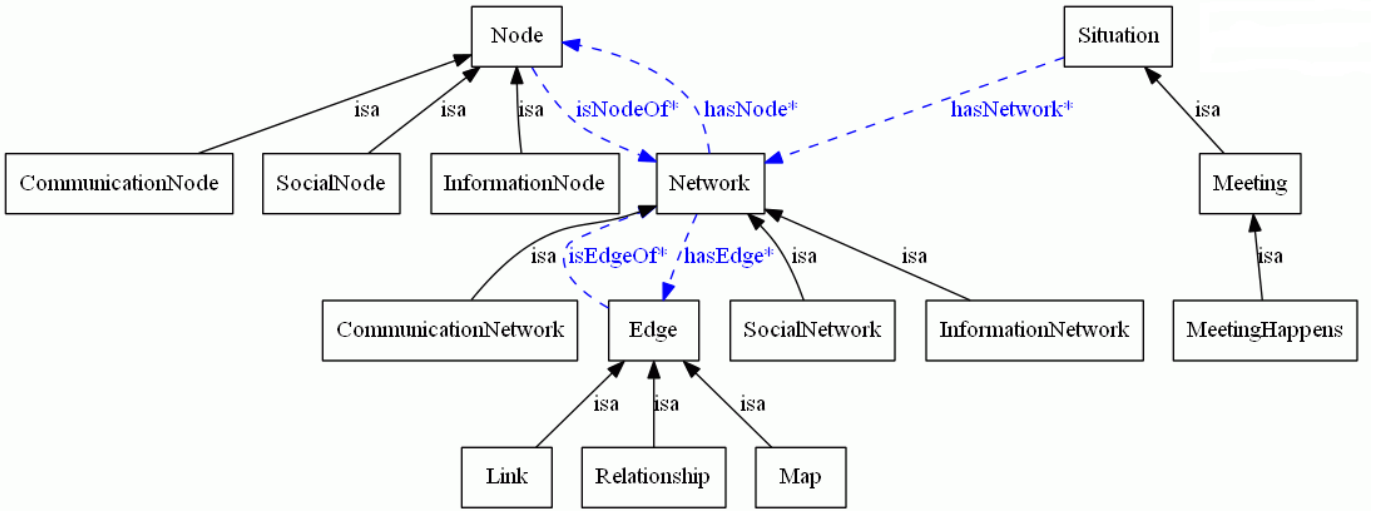 Node
Situation
isa
isa
isa
isNodeOf*
hasNode*
hasNetwork*
isa
CommunicationNode
SocialNode
InformationNode
Network
Meeting
isa
isEdgeOf*
hasEdge*
isa
isa
isa
CommunicationNetwork
Edge
SocialNetwork
InformationNetwork
MeetingHappens
isa
isa
isa
Link
Relationship
Map